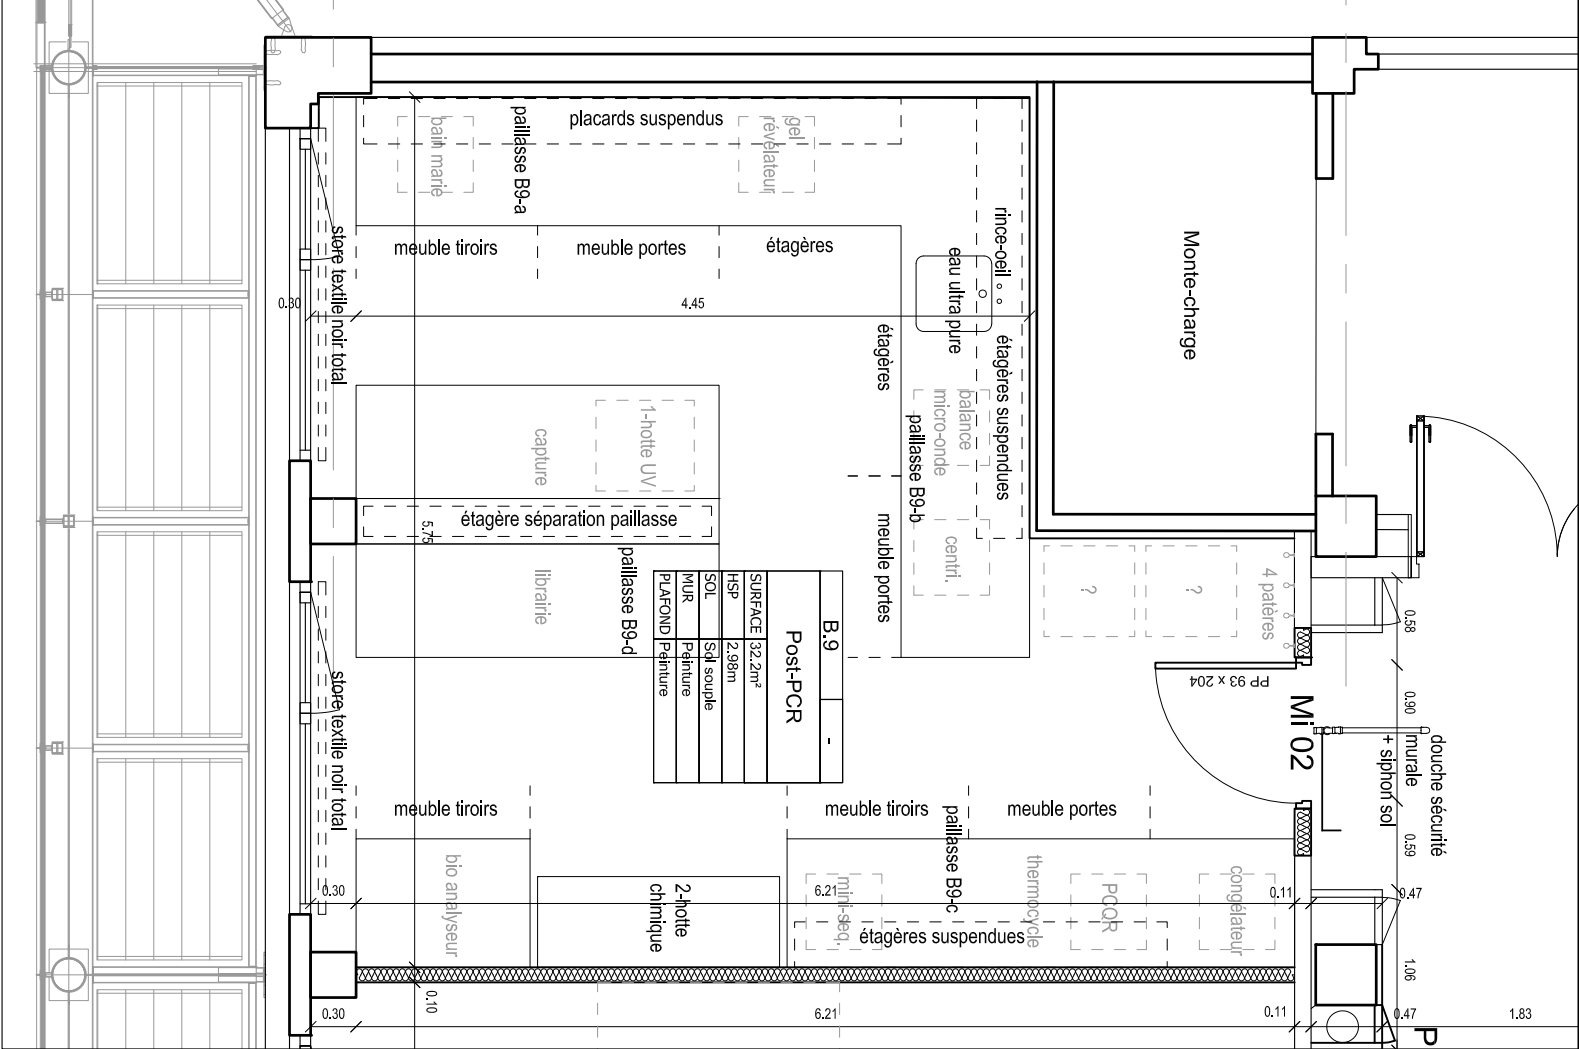 placards suspendus
bain marie
paillasse B9-a
gel
révélateur
rince-oeil
eau ultra pure
étagères suspendues
meuble tiroirs
meuble portes
étagères
store textile noir total
0.30
4.45
Monte-charge
étagères
balance
micro-onde
paillasse B9-b
1-hotte UV
capture
étagère séparation paillasse
5.75
centri.
meuble portes
librairie
paillasse B9-d
?
?
4 patères
0.58
B.9
-
Post-PCR
SURFACE 32.2m²
HSP 2.98m
SOL Sol souple
MUR Peinture
PLAFOND Peinture
PP 93 x 204
Mi 02
0.90
douche sécurité
murale
+ siphon sol
store textile noir total
meuble tiroirs
meuble tiroirs
meuble portes
paillasse B9-c
0.59
bio analyseur
2-hotte
chimique
mini-seq.
thermocycle
PCQR
congélateur
étagères suspendues
0.30
6.21
0.11
0.47
1.06
0.10
0.30
6.21
0.11
0.47
1.83
P